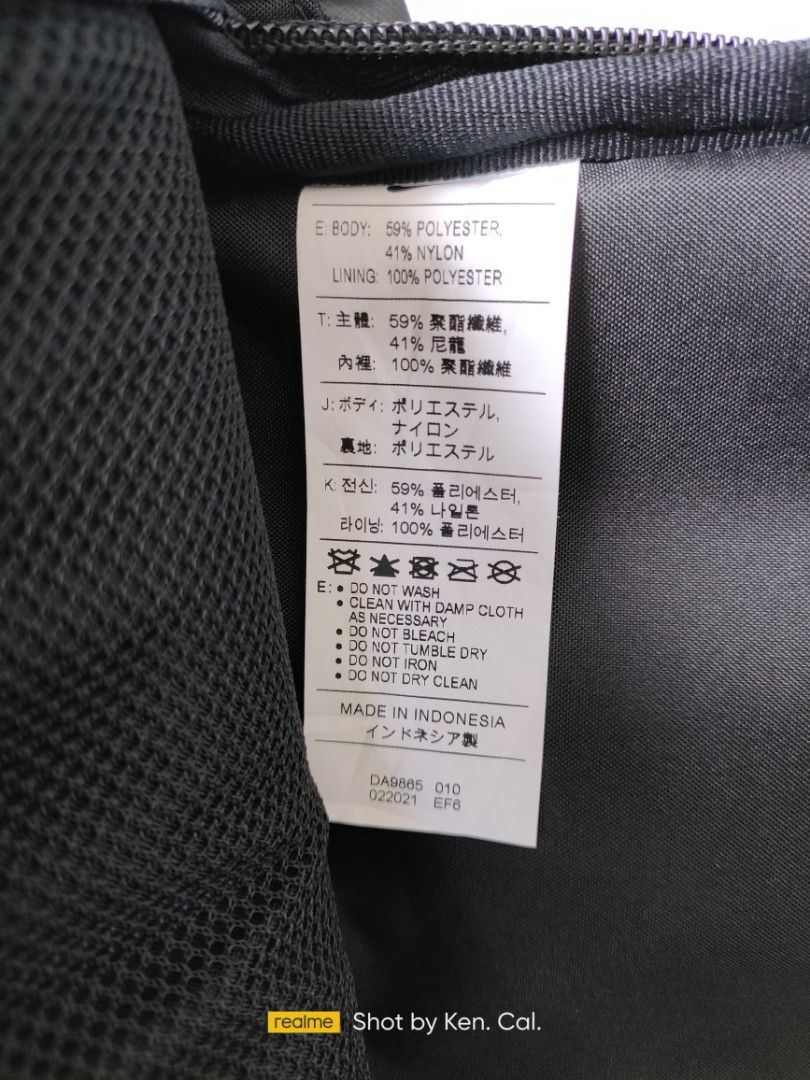 E: BODY: 59% POLYESTER,
41% NYLON
LINING: 100% POLYESTER
T: 主體: 59% 聚酯纖維,
41% 尼龍
內裡: 100% 聚酯纖維
J: ボディ: ポリエステル,
ナイロン
裏地: ポリエステル
K: 전신: 59% 폴리에스터,
41% 나일론
라이닝: 100% 폴리에스터
E: • DO NOT WASH
• CLEAN WITH DAMP CLOTH
AS NECESSARY
• DO NOT BLEACH
• DO NOT TUMBLE DRY
• DO NOT IRON
• DO NOT DRY CLEAN
MADE IN INDONESIA
インドネシア製
DA9865 010
022021 EF6
realme Shot by Ken. Cal.